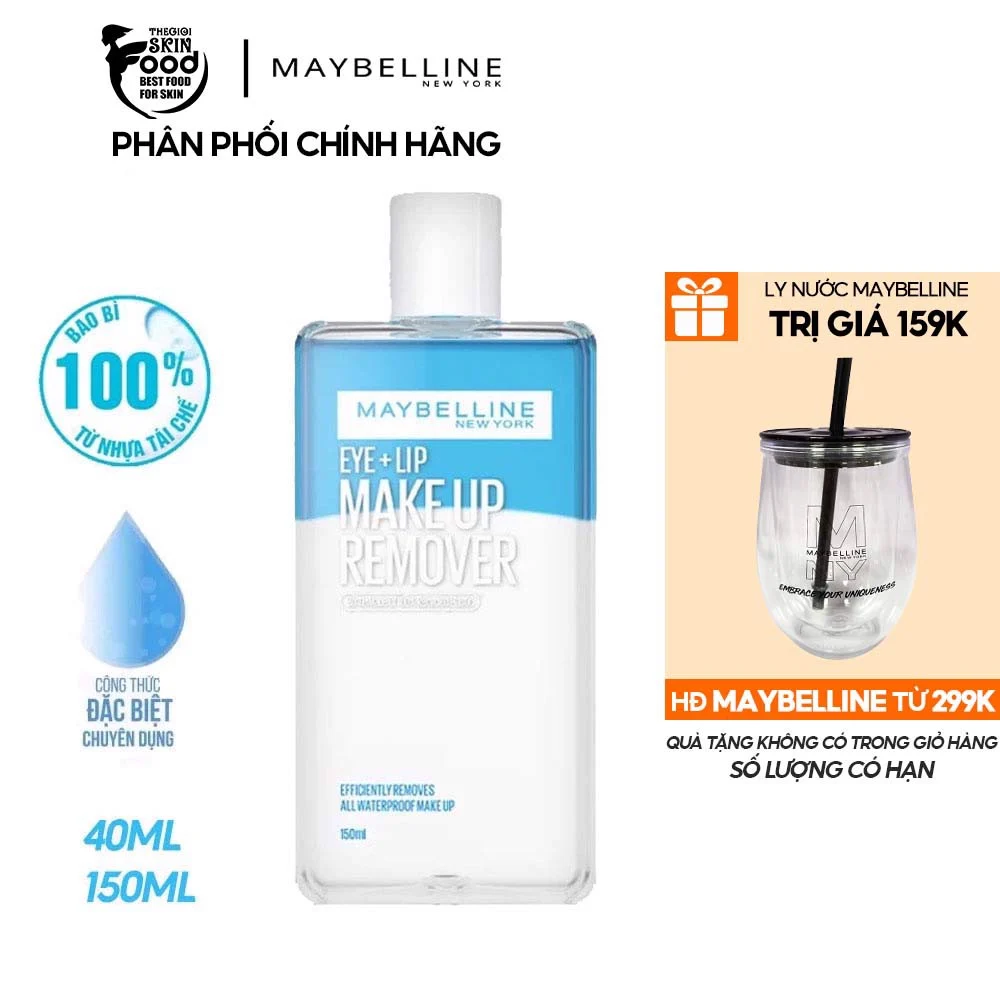 THEGIOI
SKIN
Food
BEST FOOD
FOR SKIN
MAYBELLINE
NEW YORK
PHÂN PHỐI CHÍNH HÃNG
BAO BÌ
100%
TỪ NHỰA TÁI CHẾ
CÔNG THỨC
ĐẶC BIỆT
CHUYÊN DỤNG
40ML
150ML
MAYBELLINE
NEW YORK
EYE + LIP
MAKE UP
REMOVER
EFFICIENTLY REMOVES
ALL WATERPROOF MAKE UP
150ml
LY NƯỚC MAYBELLINE
TRỊ GIÁ 159K
M
MAYBELLINE
NEW YORK
NY
EMBRACE YOUR UNIQUENESS
HĐ MAYBELLINE TỪ 299K
QUÀ TẶNG KHÔNG CÓ TRONG GIỎ HÀNG
SỐ LƯỢNG CÓ HẠN